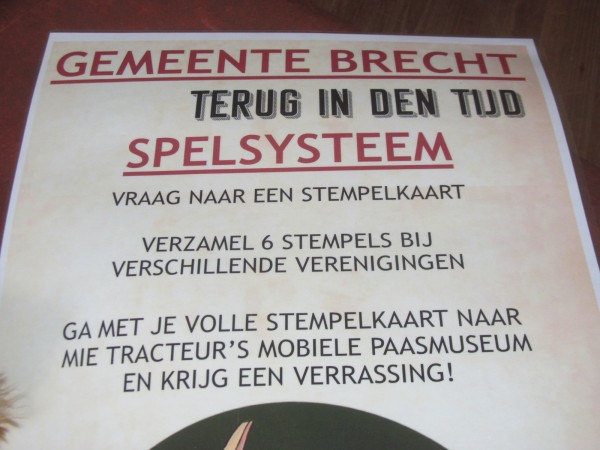 GEMEENTE BRECHT
TERUG IN DEN TIJD
SPELSYSTEEM
VRAAG NAAR EEN STEMPELKAART
VERZAMEL 6 STEMPELS BIJ
VERSCHILLENDE VERENIGINGEN
GA MET JE VOLLE STEMPELKAART NAAR
MIE TRACTEUR'S MOBIELE PAASMUSEUM
EN KRIJG EEN VERRASSING!